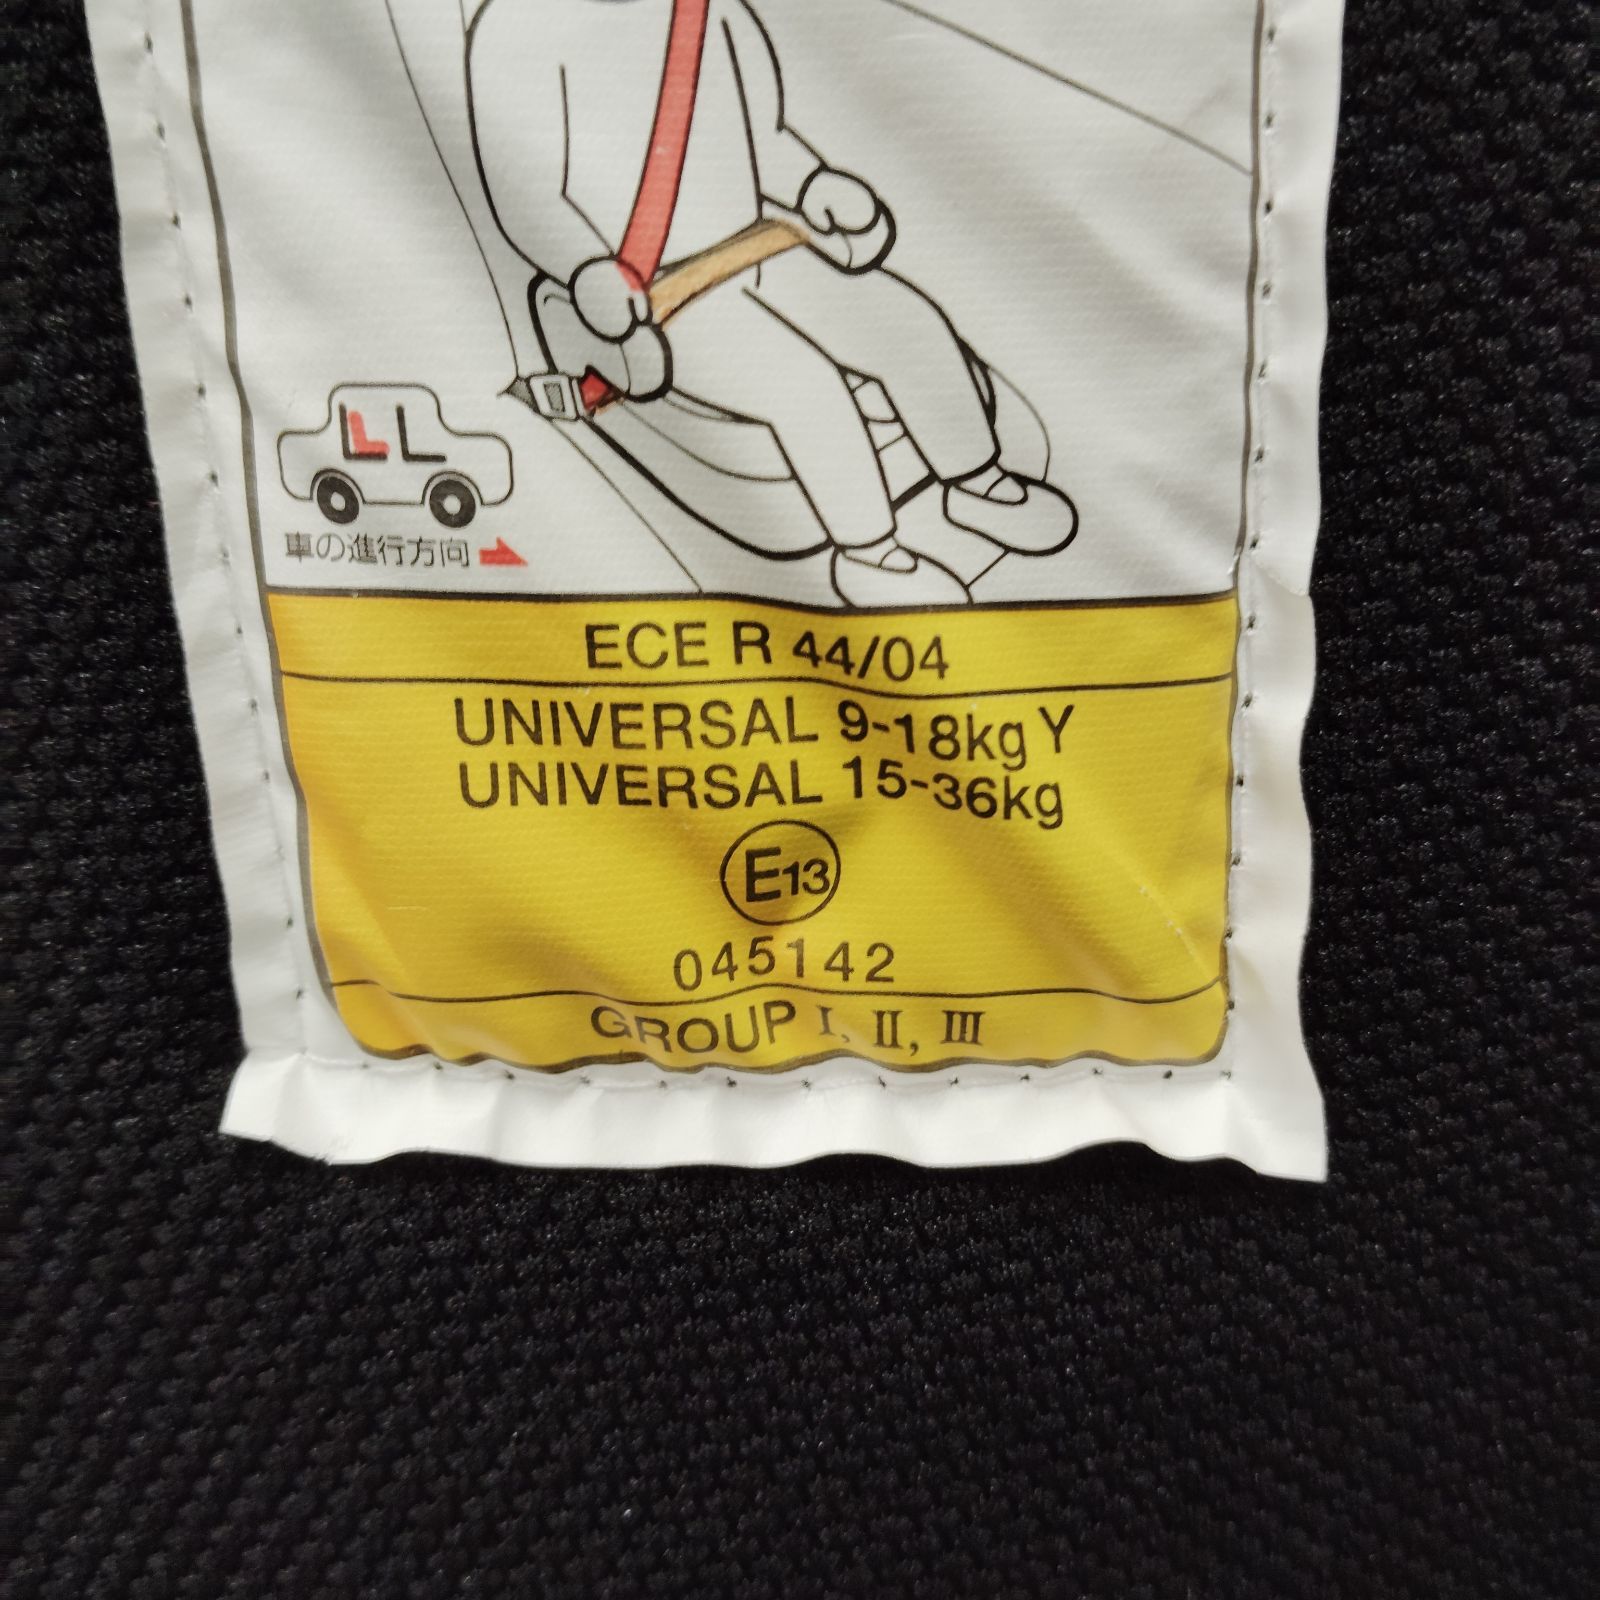 車の進行方向
ECE R 44/04
UNIVERSAL 9-18kg Y
UNIVERSAL 15-36kg
E13
045142
GROUP I, II, III